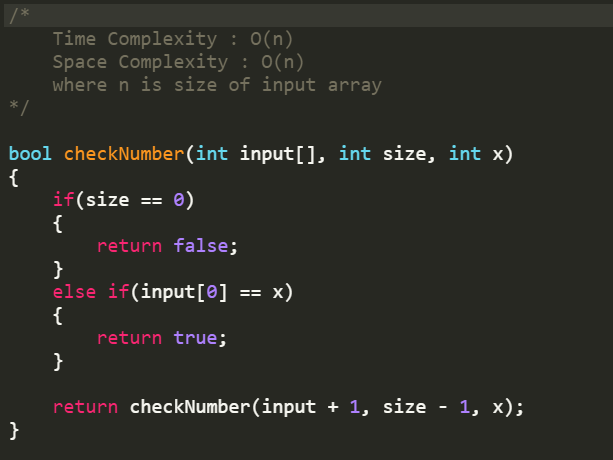 /*
    Time Complexity : O(n)
    Space Complexity : O(n)
    where n is size of input array
*/

bool checkNumber(int input[], int size, int x)
{
    if(size == 0)
    {
        return false;
    }
    else if(input[0] == x)
    {
        return true;
    }

    return checkNumber(input + 1, size - 1, x);
}